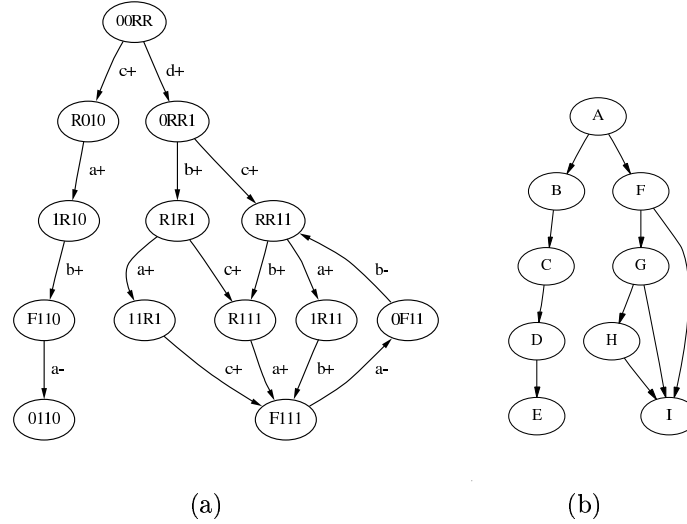 00RR
c+ d+
R010 0RR1 A
a+ b+ c+
1R10 R1R1 RR11 B F
b+ a+ c+ b+ a+ b-
C G
F110 11R1 R111 1R11 0F11
D H
a- c+ a+ b+ a-
0110 F111 E I
(a) (b)